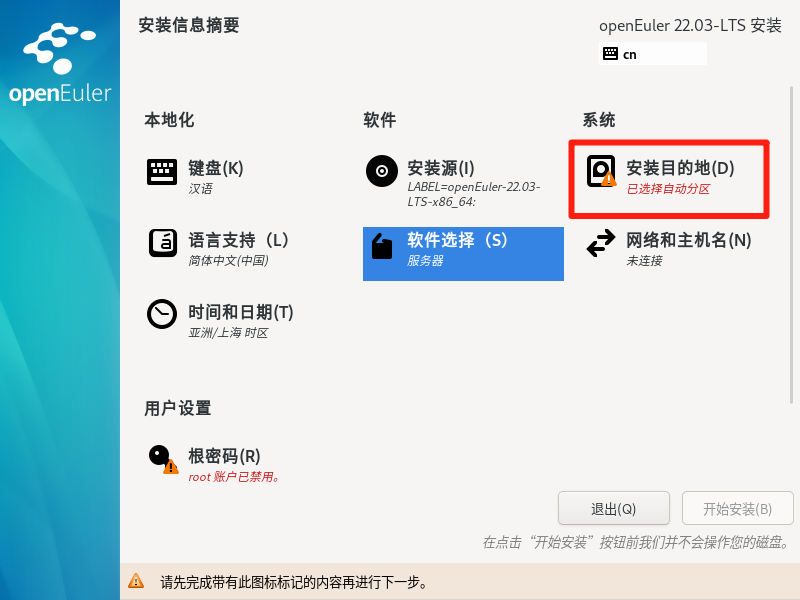 openEuler
安装信息摘要
openEuler 22.03-LTS 安装
cn
本地化
键盘(K)
汉语
语言支持（L）
简体中文(中国)
时间和日期(T)
亚洲/上海 时区
软件
安装源(I)
LABEL=openEuler-22.03-
LTS-x86_64:
软件选择（S）
服务器
系统
安装目的地(D)
已选择自动分区
网络和主机名(N)
未连接
用户设置
根密码(R)
root 账户已禁用。
退出(Q)
开始安装(B)
在点击“开始安装”按钮前我们并不会操作您的磁盘。
请先完成带有此图标标记的内容再进行下一步。